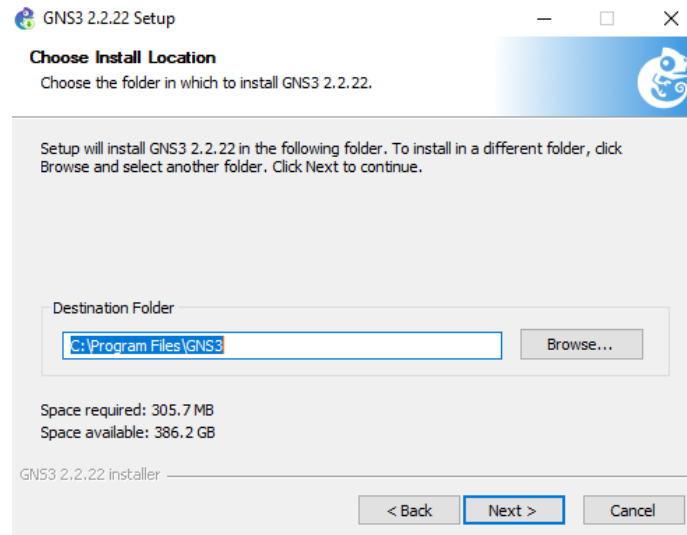 GNS3 2.2.22 Setup
Choose Install Location
Choose the folder in which to install GNS3 2.2.22.
Setup will install GNS3 2.2.22 in the following folder. To install in a different folder, click
Browse and select another folder. Click Next to continue.
Destination Folder
C:\Program Files\GNS3
Browse...
Space required: 305.7 MB
Space available: 386.2 GB
GNS3 2.2.22 installer
< Back
Next >
Cancel